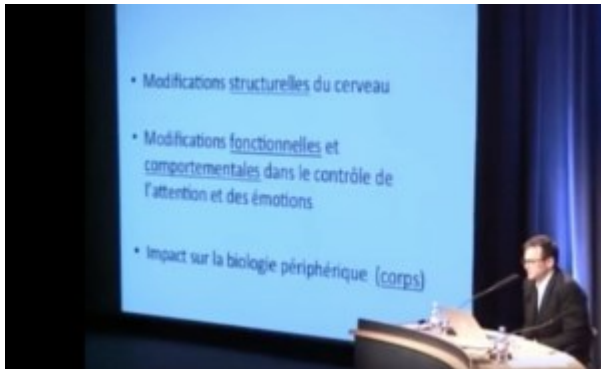 • Modifications structurelles du cerveau
• Modifications fonctionnelles et
comportementales dans le contrôle de
l'attention et des émotions
• Impact sur la biologie périphérique (corps)